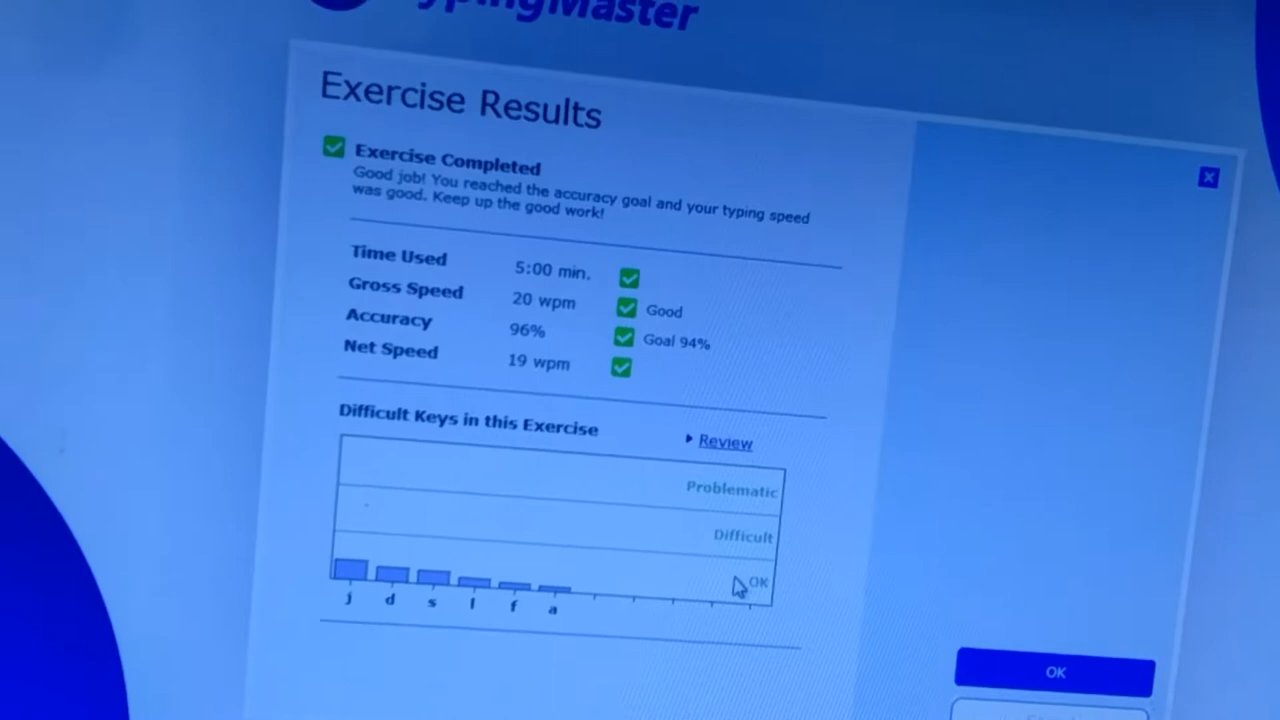 TypingMaster
Exercise Results
Exercise Completed
Good job! You reached the accuracy goal and your typing speed
was good. Keep up the good work!
Time Used 5:00 min.
Gross Speed 20 wpm Good
Accuracy 96% Goal 94%
Net Speed 19 wpm
Difficult Keys in this Exercise Review
Problematic
Difficult
OK
j d s l f a
OK